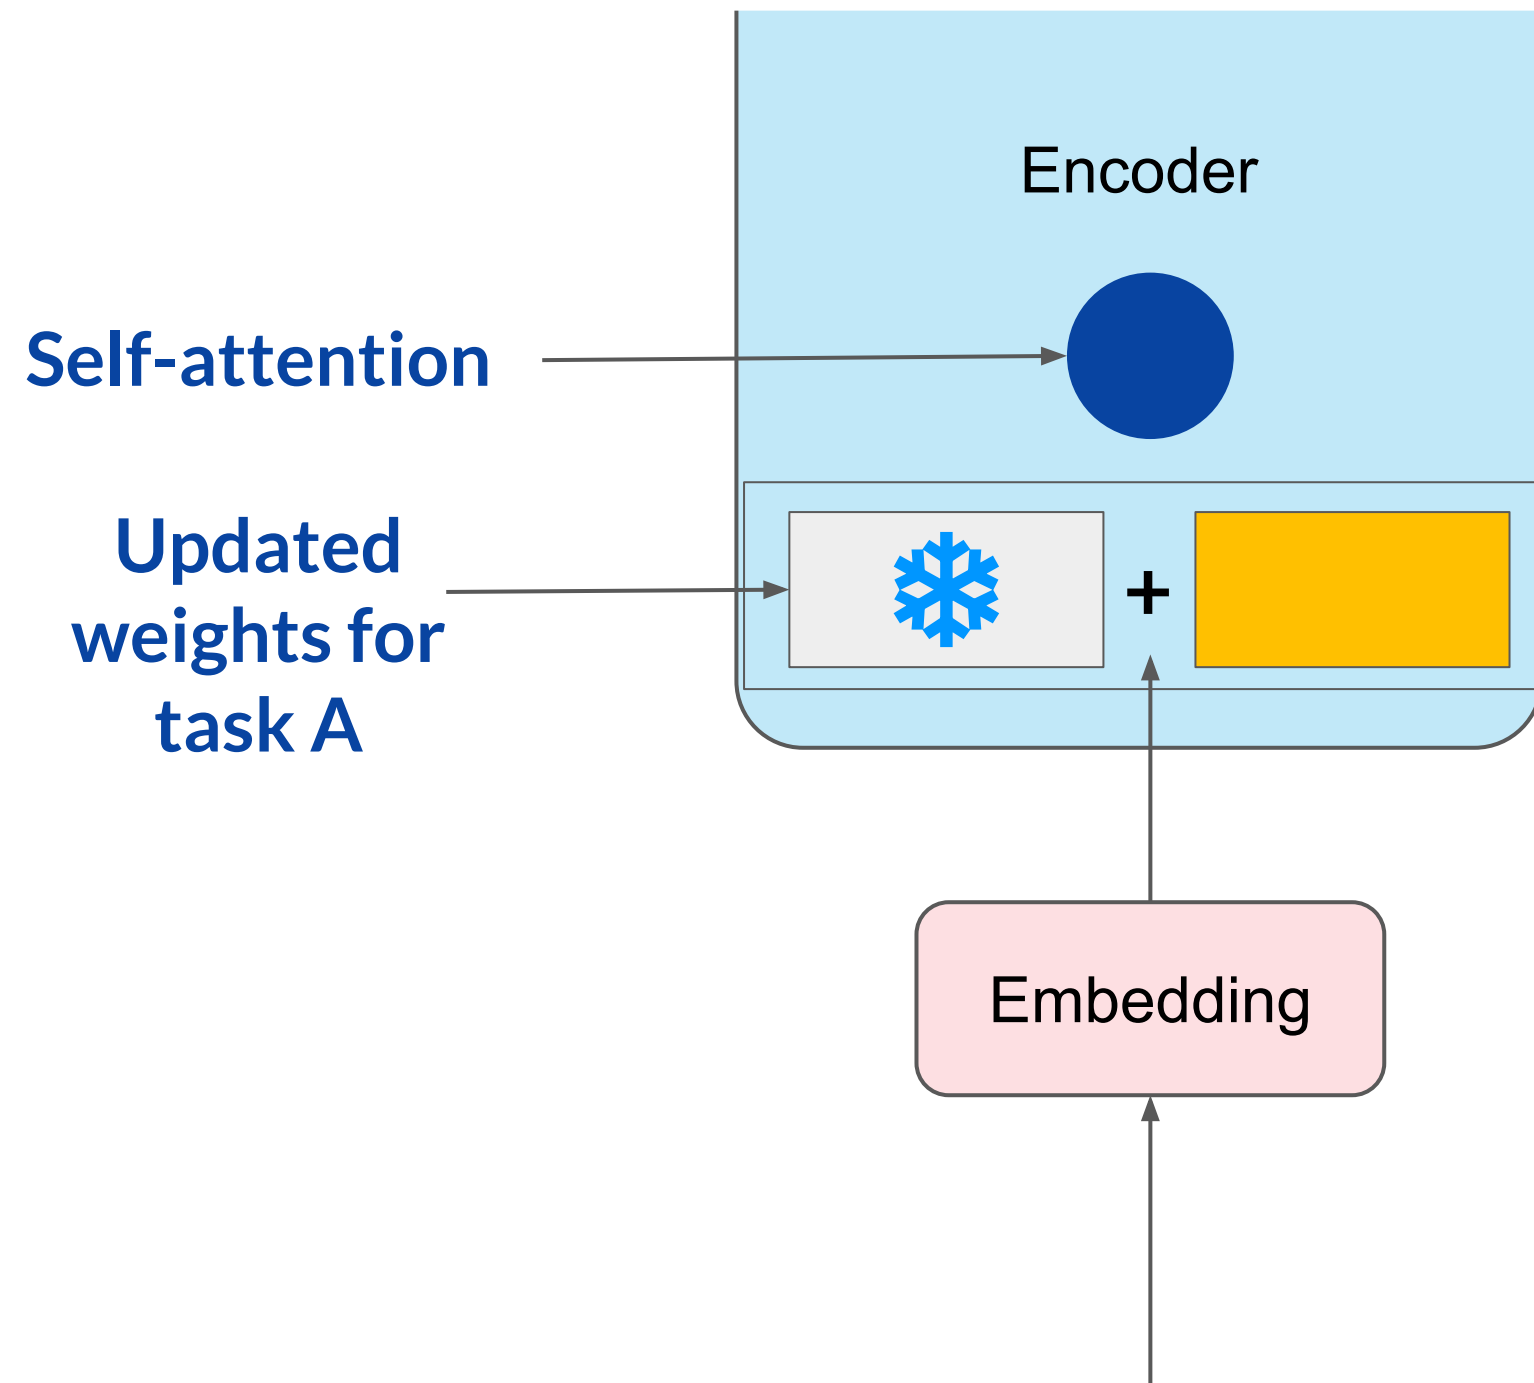 Encoder
Self-attention
Updated
weights for
task A
+
Embedding